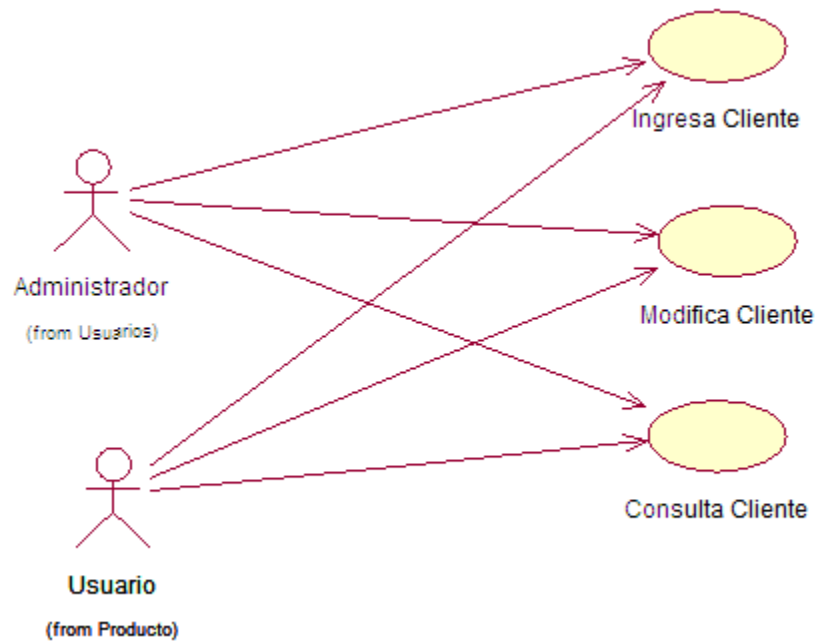 Ingresa Cliente
Administrador
(from Usuarios)
Modifica Cliente
Consulta Cliente
Usuario
(from Producto)